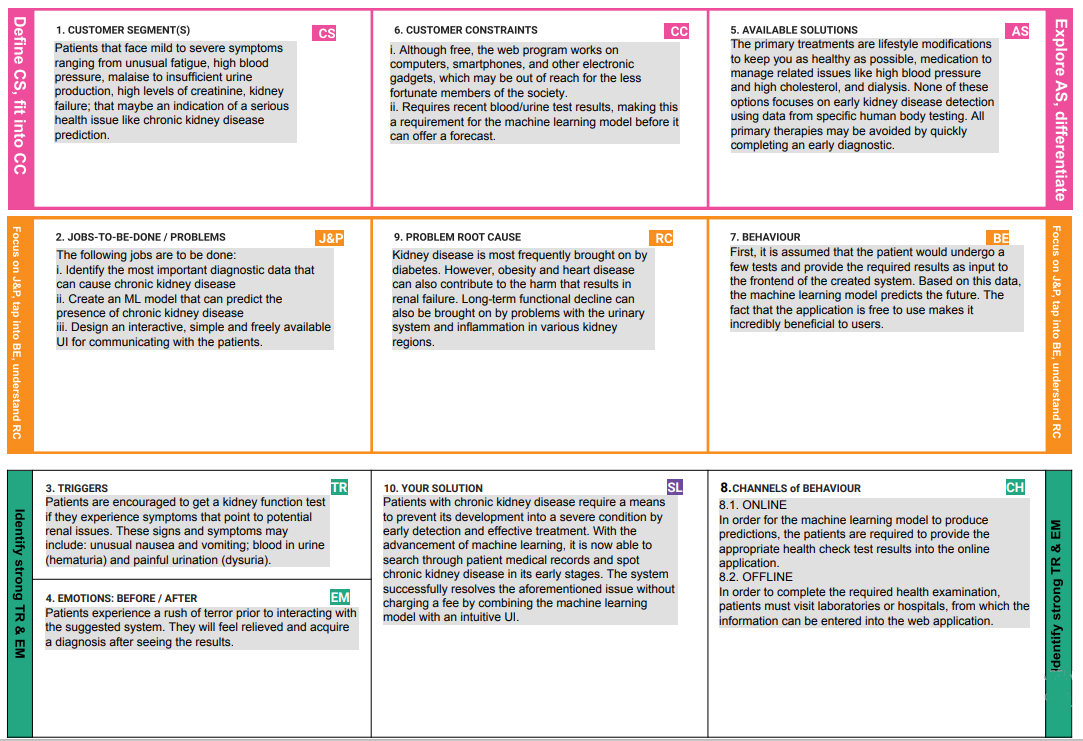 Define CS, fit into CC
1. CUSTOMER SEGMENT(S)
CS
Patients that face mild to severe symptoms
ranging from unusual fatigue, high blood
pressure, malaise to insufficient urine
production, high levels of creatinine, kidney
failure; that maybe an indication of a serious
health issue like chronic kidney disease
prediction.
6. CUSTOMER CONSTRAINTS
CC
i. Although free, the web program works on
computers, smartphones, and other electronic
gadgets, which may be out of reach for the less
fortunate members of the society.
ii. Requires recent blood/urine test results, making this
a requirement for the machine learning model before it
can offer a forecast.
5. AVAILABLE SOLUTIONS
AS
The primary treatments are lifestyle modifications
to keep you as healthy as possible, medication to
manage related issues like high blood pressure
and high cholesterol, and dialysis. None of these
options focuses on early kidney disease detection
using data from specific human body testing. All
primary therapies may be avoided by quickly
completing an early diagnostic.
Explore AS, differentiate
Focus on J&P, tap into BE, understand RC
2. JOBS-TO-BE-DONE / PROBLEMS
J&P
The following jobs are to be done:
i. Identify the most important diagnostic data that
can cause chronic kidney disease
ii. Create an ML model that can predict the
presence of chronic kidney disease
iii. Design an interactive, simple and freely available
UI for communicating with the patients.
9. PROBLEM ROOT CAUSE
RC
Kidney disease is most frequently brought on by
diabetes. However, obesity and heart disease
can also contribute to the harm that results in
renal failure. Long-term functional decline can
also be brought on by problems with the urinary
system and inflammation in various kidney
regions.
7. BEHAVIOUR
BE
First, it is assumed that the patient would undergo a
few tests and provide the required results as input to
the frontend of the created system. Based on this data,
the machine learning model predicts the future. The
fact that the application is free to use makes it
incredibly beneficial to users.
Focus on J&P, tap into BE, understand RC
Identify strong TR & EM
3. TRIGGERS
TR
Patients are encouraged to get a kidney function test
if they experience symptoms that point to potential
renal issues. These signs and symptoms may
include: unusual nausea and vomiting; blood in urine
(hematuria) and painful urination (dysuria).
4. EMOTIONS: BEFORE / AFTER
EM
Patients experience a rush of terror prior to interacting with
the suggested system. They will feel relieved and acquire
a diagnosis after seeing the results.
10. YOUR SOLUTION
SL
Patients with chronic kidney disease require a means
to prevent its development into a severe condition by
early detection and effective treatment. With the
advancement of machine learning, it is now able to
search through patient medical records and spot
chronic kidney disease in its early stages. The system
successfully resolves the aforementioned issue without
charging a fee by combining the machine learning
model with an intuitive UI.
8.CHANNELS of BEHAVIOUR
CH
8.1. ONLINE
In order for the machine learning model to produce
predictions, the patients are required to provide the
appropriate health check test results into the online
application.
8.2. OFFLINE
In order to complete the required health examination,
patients must visit laboratories or hospitals, from which the
information can be entered into the web application.
Identify strong TR & EM